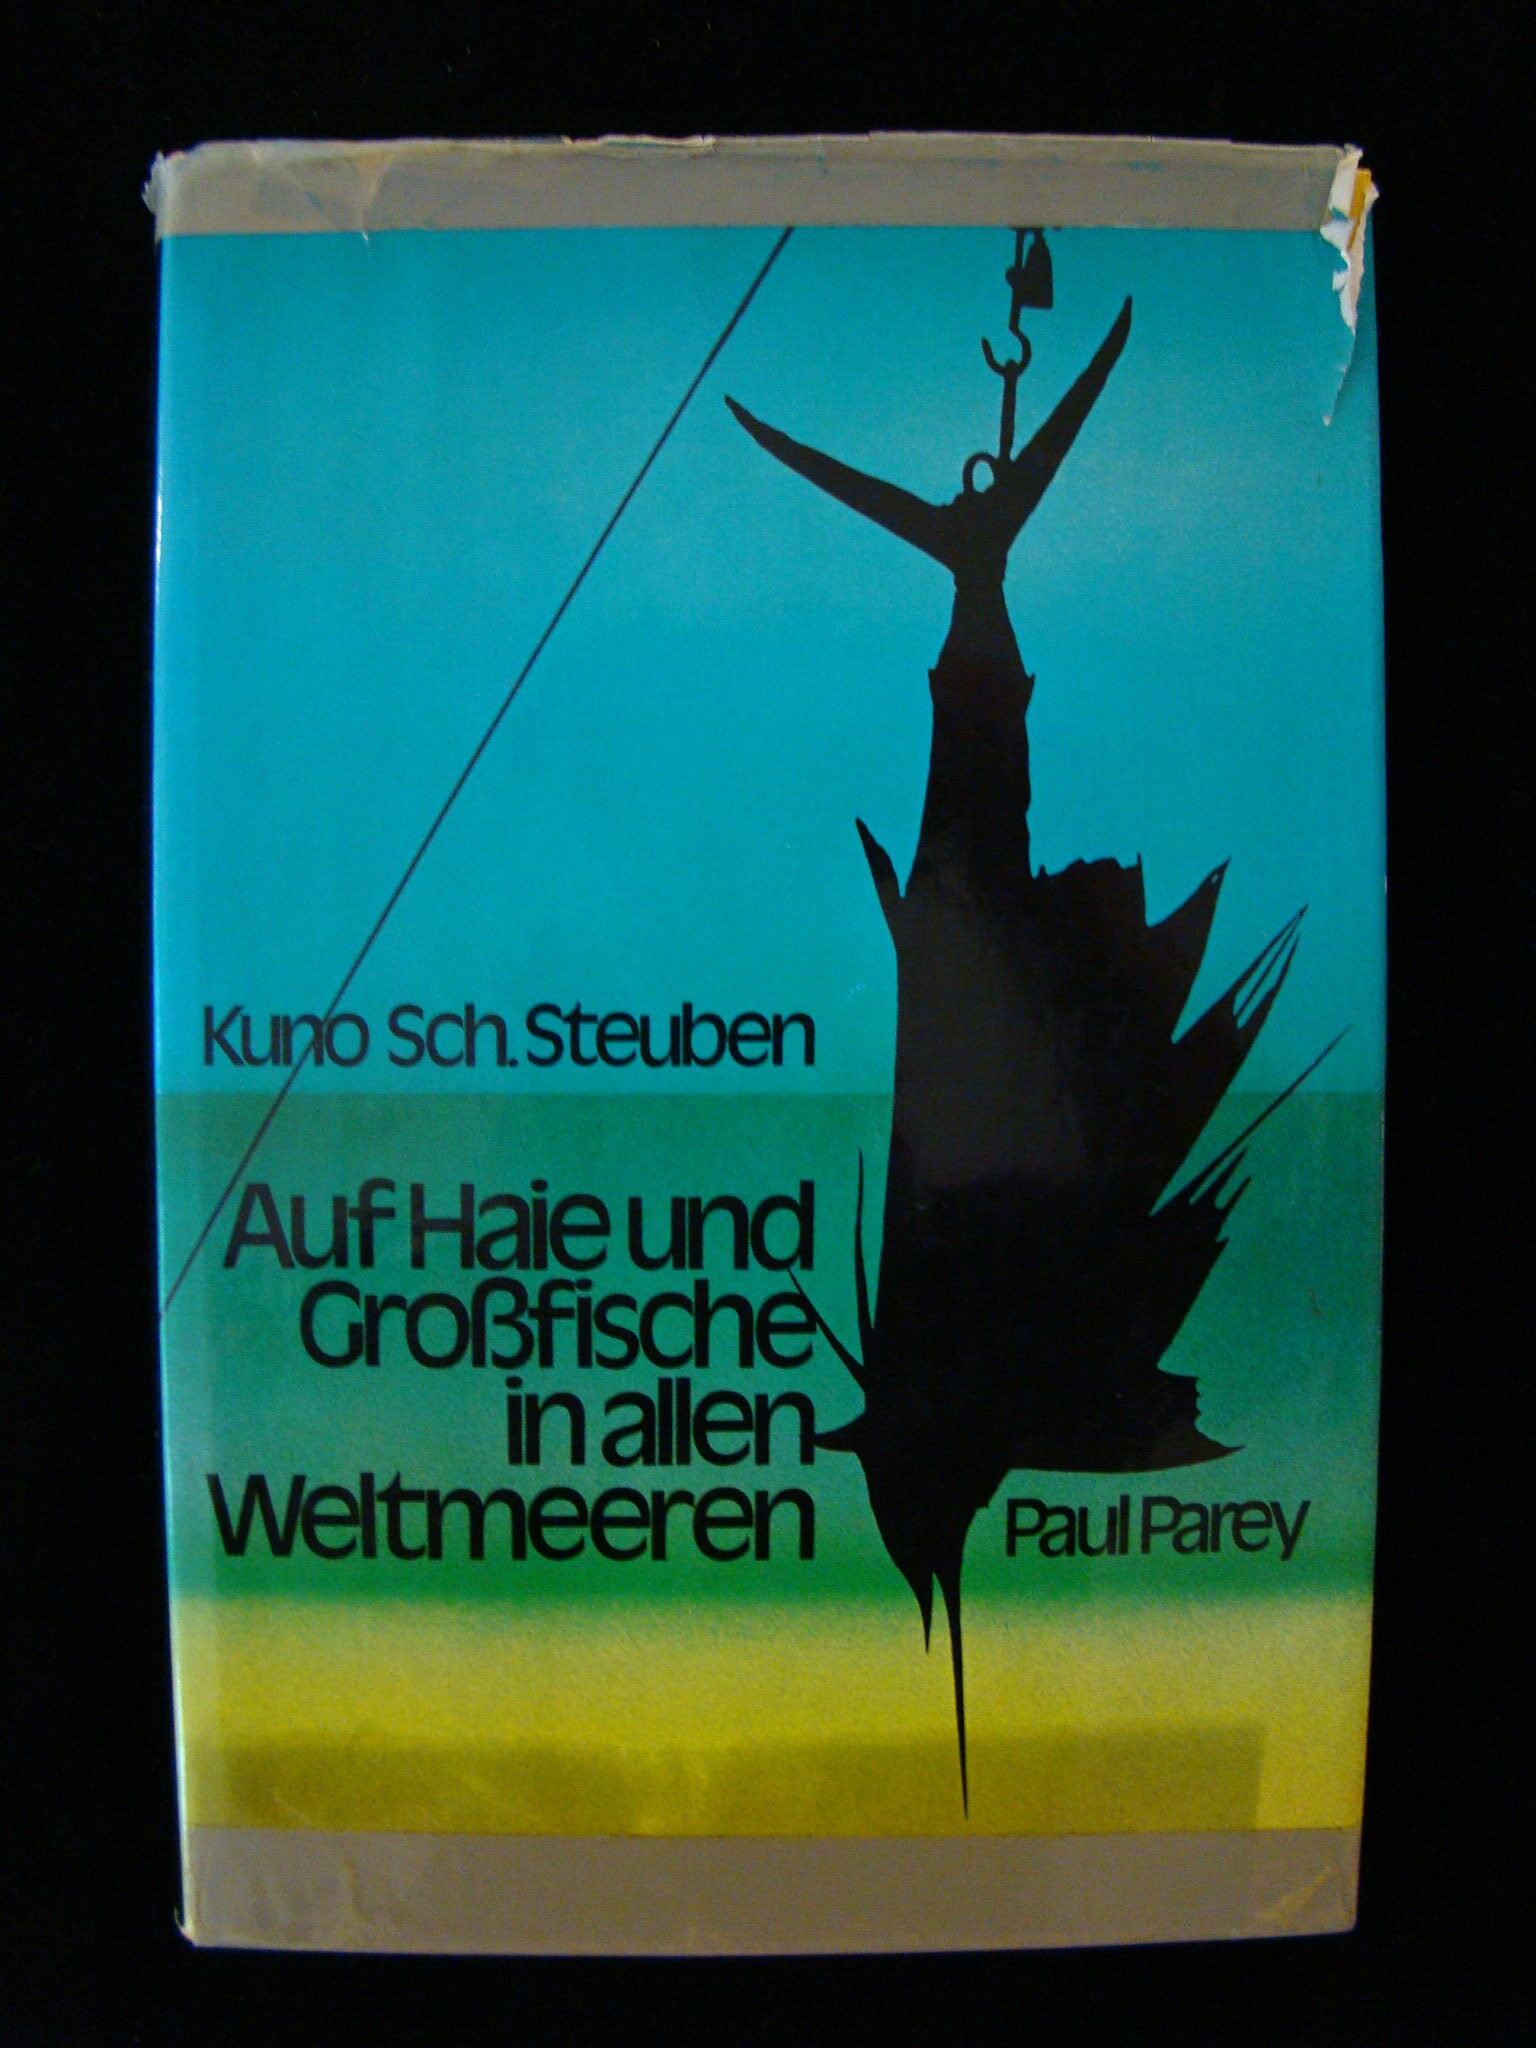 Kuno Sch. Steuben
Auf Haie und
Großfische
in allen
Weltmeeren
Paul Parey